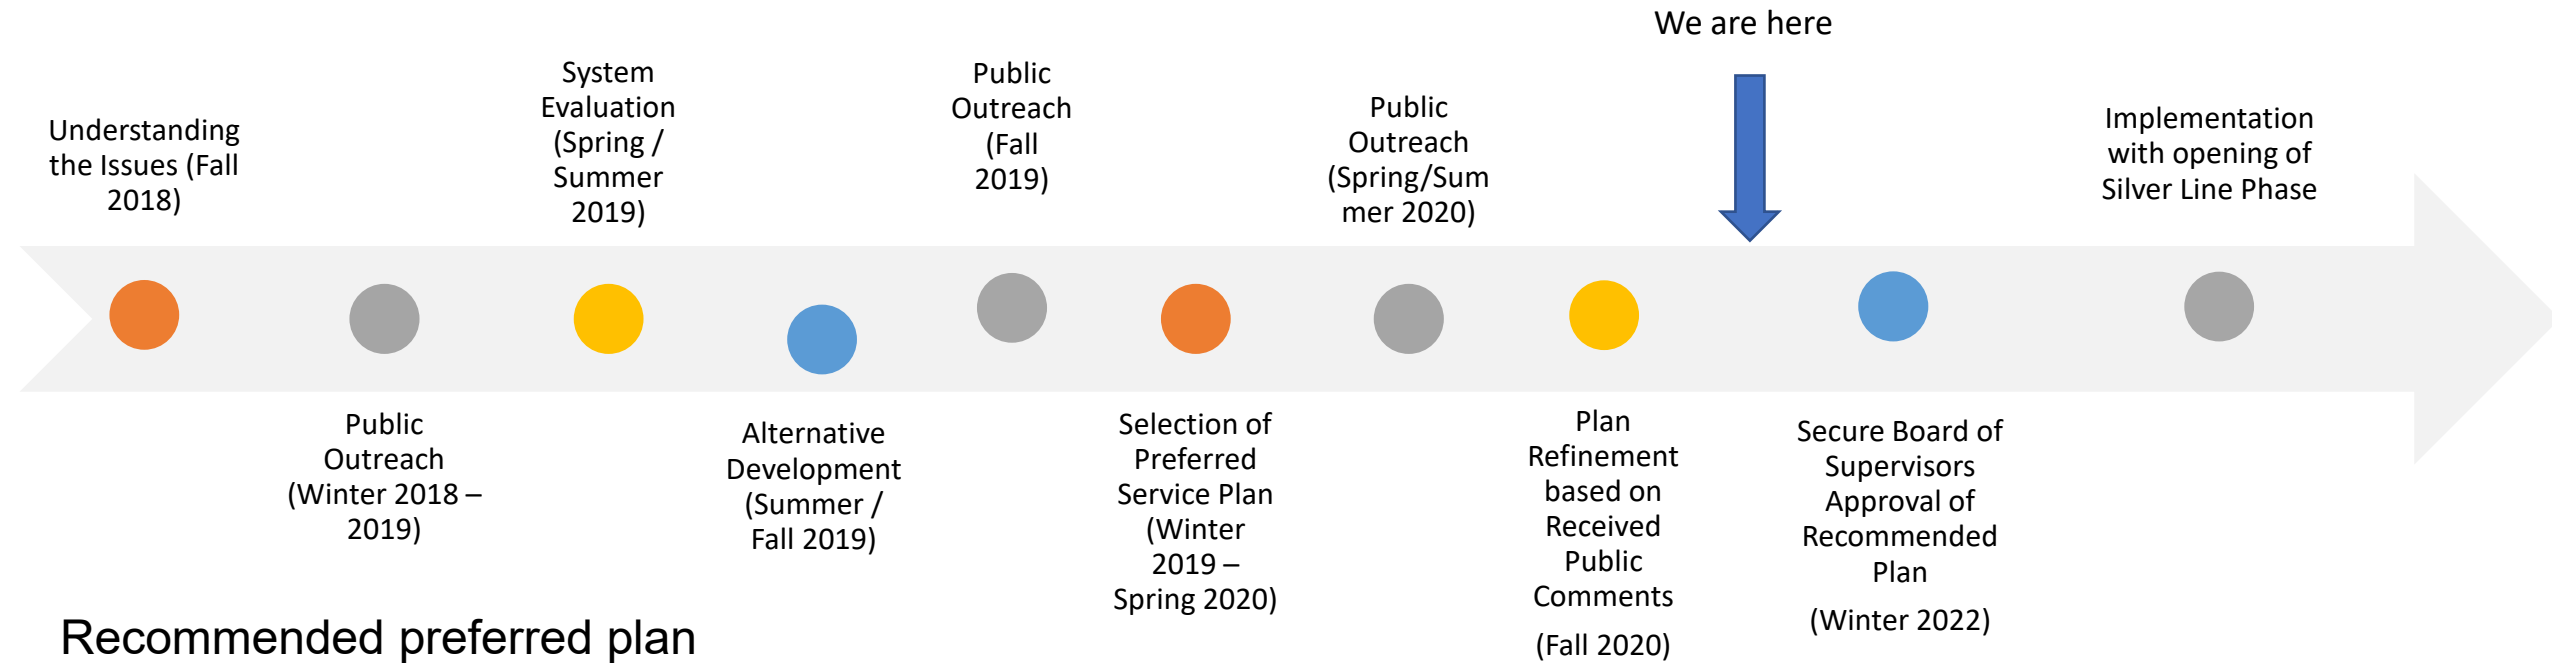 We are here
Understanding
the Issues (Fall
2018)
Public
Outreach
(Winter 2018 –
2019)
System
Evaluation
(Spring /
Summer
2019)
Alternative
Development
(Summer /
Fall 2019)
Public
Outreach
(Fall
2019)
Selection of
Preferred
Service Plan
(Winter
2019 –
Spring 2020)
Public
Outreach
(Spring/Sum
mer 2020)
Plan
Refinement
based on
Received
Public
Comments
(Fall 2020)
Secure Board of
Supervisors
Approval of
Recommended
Plan
(Winter 2022)
Implementation
with opening of
Silver Line Phase
Recommended preferred plan